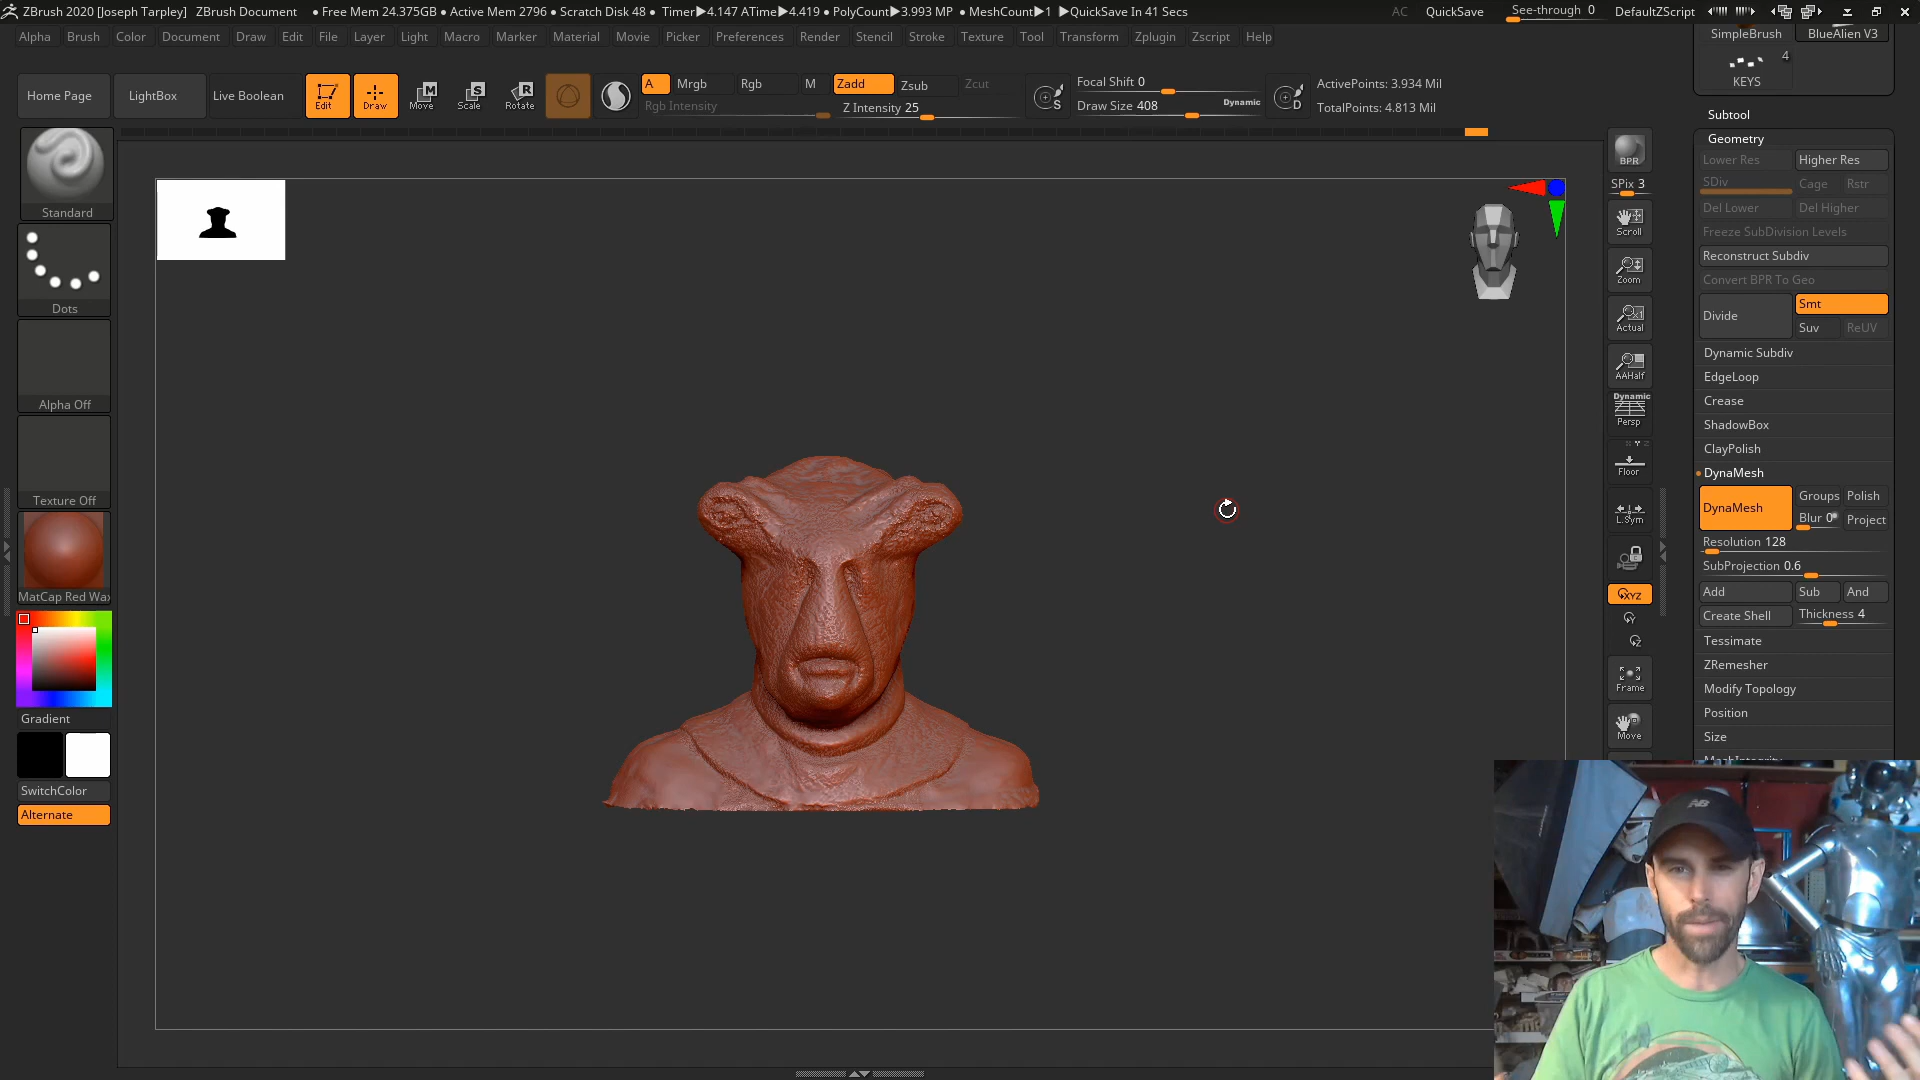 ZBrush 2020 [Joseph Tarpley] ZBrush Document • Free Mem 24.375GB • Active Mem 2796 • Scratch Disk 48 • Timer▶4.147 ATime▶4.419 • PolyCount▶3.993 MP • MeshCount▶1 ▶QuickSave In 41 Secs AC QuickSave See-through 0 DefaultZScript
Alpha Brush Color Document Draw Edit File Layer Light Macro Marker Material Movie Picker Preferences Render Stencil Stroke Texture Tool Transform Zplugin Zscript Help
Home Page LightBox Live Boolean Edit Draw Move Scale Rotate
A Mrgb Rgb M Zadd Zsub Zcut
Rgb Intensity Z Intensity 25
Focal Shift 0
Draw Size 408 Dynamic
ActivePoints: 3.934 Mil
TotalPoints: 4.813 Mil
Standard
Dots
Alpha Off
Texture Off
MatCap Red Wax
Gradient
SwitchColor
Alternate
BPR
SPix 3
Scroll
Zoom
Actual
AAHalf
Dynamic
Persp
Floor
L.Sym
XYZ
Y
Z
Frame
Move
SimpleBrush BlueAlien V3
4
KEYS
Subtool
Geometry
Lower Res Higher Res
SDiv Cage Rstr
Del Lower Del Higher
Freeze SubDivision Levels
Reconstruct Subdiv
Convert BPR To Geo
Divide Smt
Suv ReUV
Dynamic Subdiv
EdgeLoop
Crease
ShadowBox
ClayPolish
DynaMesh
DynaMesh Groups Polish
Blur 0 Project
Resolution 128
SubProjection 0.6
Add Sub And
Create Shell Thickness 4
Tessimate
ZRemesher
Modify Topology
Position
Size
MeshIntegrity